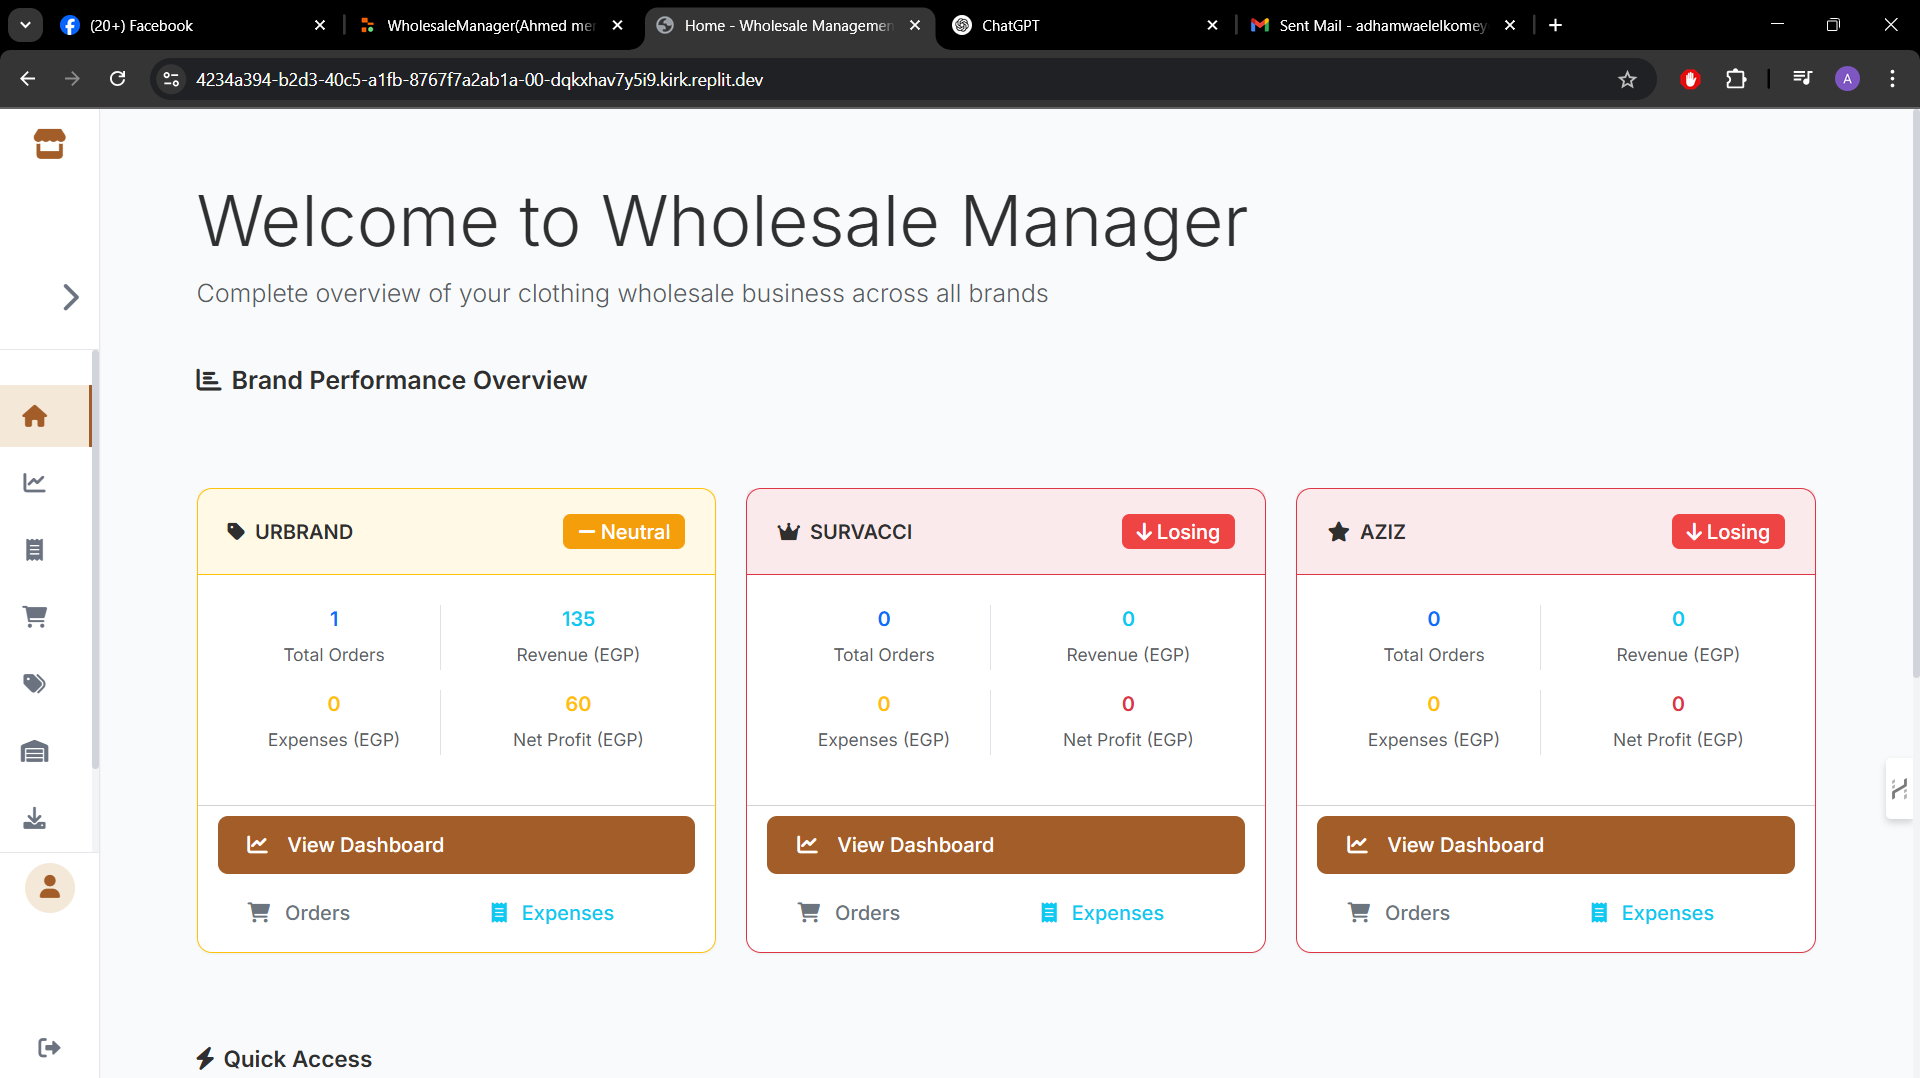 (20+) Facebook
WholesaleManager(Ahmed mer
Home - Wholesale Managemen
ChatGPT
Sent Mail - adhamwaelelkomey
4234a394-b2d3-40c5-a1fb-8767f7a2ab1a-00-dqkxhav7y5i9.kirk.replit.dev
A
Welcome to Wholesale Manager
Complete overview of your clothing wholesale business across all brands
Brand Performance Overview
URBRAND
Neutral
1
Total Orders
135
Revenue (EGP)
0
Expenses (EGP)
60
Net Profit (EGP)
View Dashboard
Orders
Expenses
SURVACCI
Losing
0
Total Orders
0
Revenue (EGP)
0
Expenses (EGP)
0
Net Profit (EGP)
View Dashboard
Orders
Expenses
AZIZ
Losing
0
Total Orders
0
Revenue (EGP)
0
Expenses (EGP)
0
Net Profit (EGP)
View Dashboard
Orders
Expenses
Quick Access